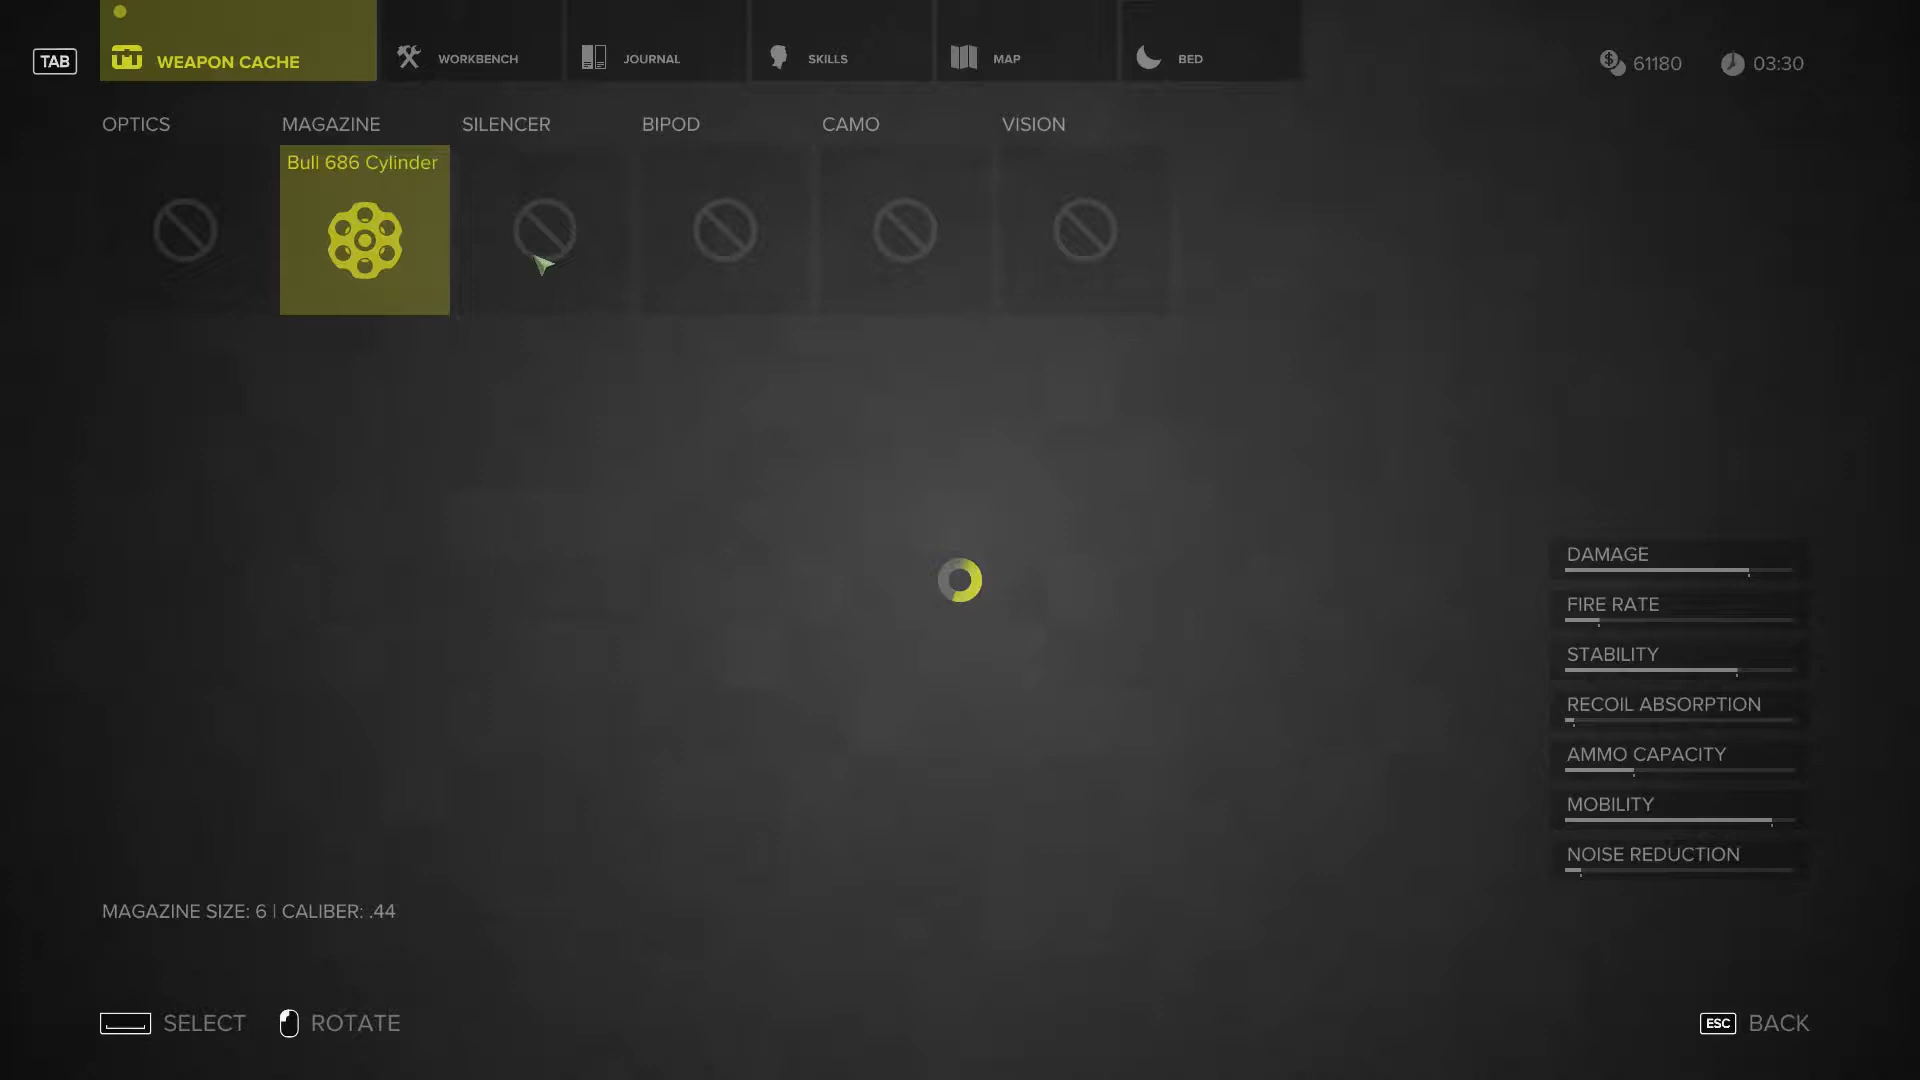 TAB
WEAPON CACHE
WORKBENCH
JOURNAL
SKILLS
MAP
BED
61180
03:30
OPTICS
MAGAZINE
SILENCER
BIPOD
CAMO
VISION
Bull 686 Cylinder
DAMAGE
FIRE RATE
STABILITY
RECOIL ABSORPTION
AMMO CAPACITY
MOBILITY
NOISE REDUCTION
MAGAZINE SIZE: 6 | CALIBER: .44
SELECT
ROTATE
ESC
BACK